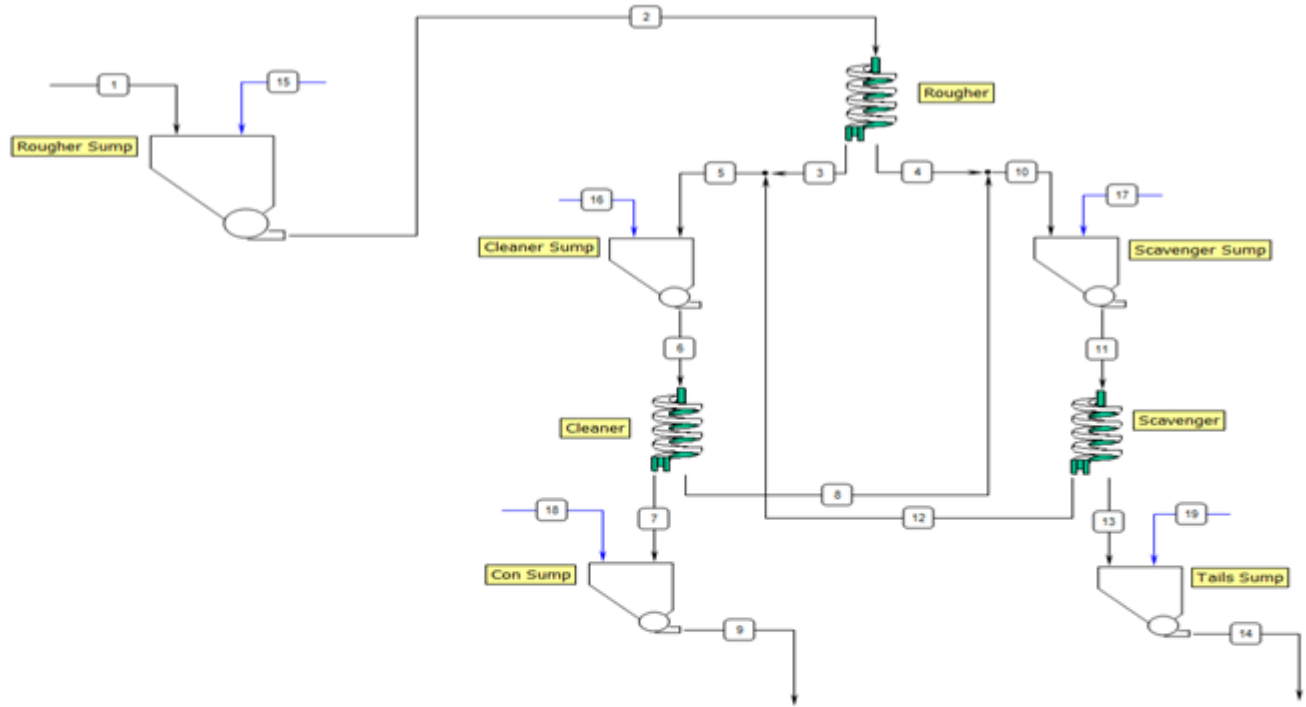 2
1
15
Rougher Sump
Rougher
5
3
4
10
16
17
Cleaner Sump
Scavenger Sump
6
11
Cleaner
Scavenger
8
18
7
12
13
19
Con Sump
Tails Sump
9
14